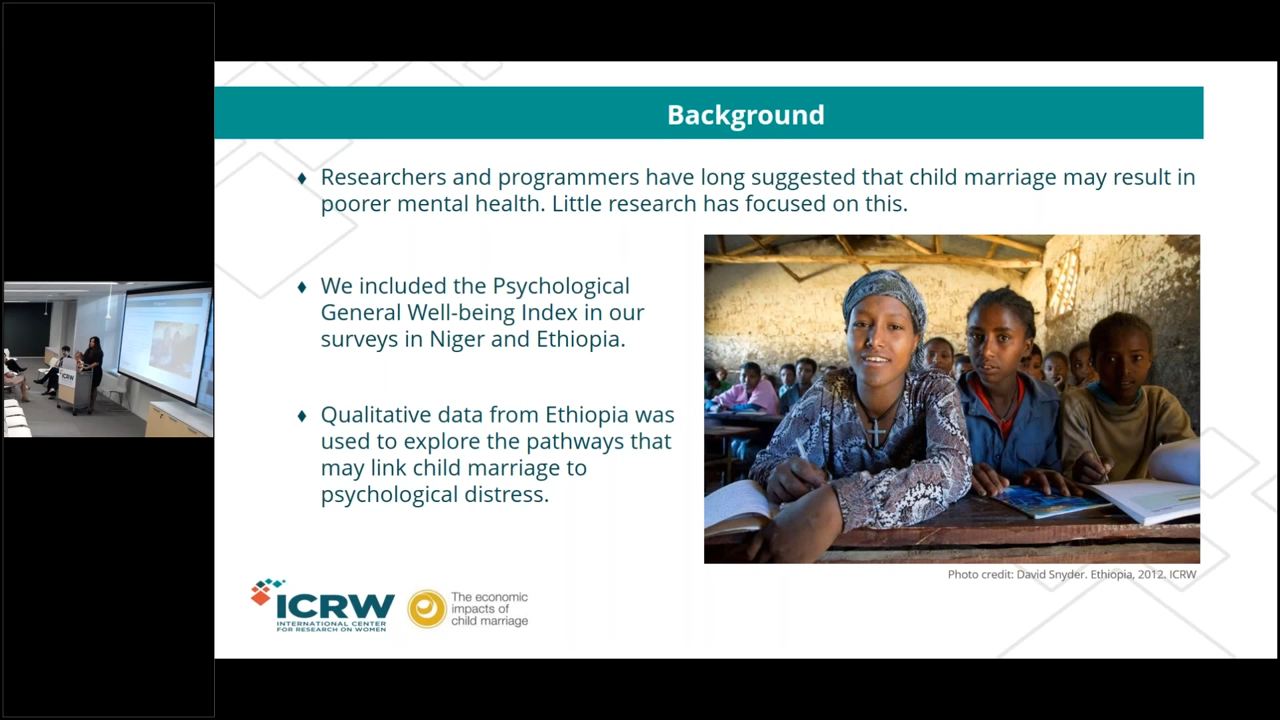 Background
♦ Researchers and programmers have long suggested that child marriage may result in
poorer mental health. Little research has focused on this.
♦ We included the Psychological
General Well-being Index in our
surveys in Niger and Ethiopia.
♦ Qualitative data from Ethiopia was
used to explore the pathways that
may link child marriage to
psychological distress.
Photo credit: David Snyder. Ethiopia, 2012. ICRW
ICRW
INTERNATIONAL CENTER
FOR RESEARCH ON WOMEN
The economic
impacts of
child marriage
ICRW